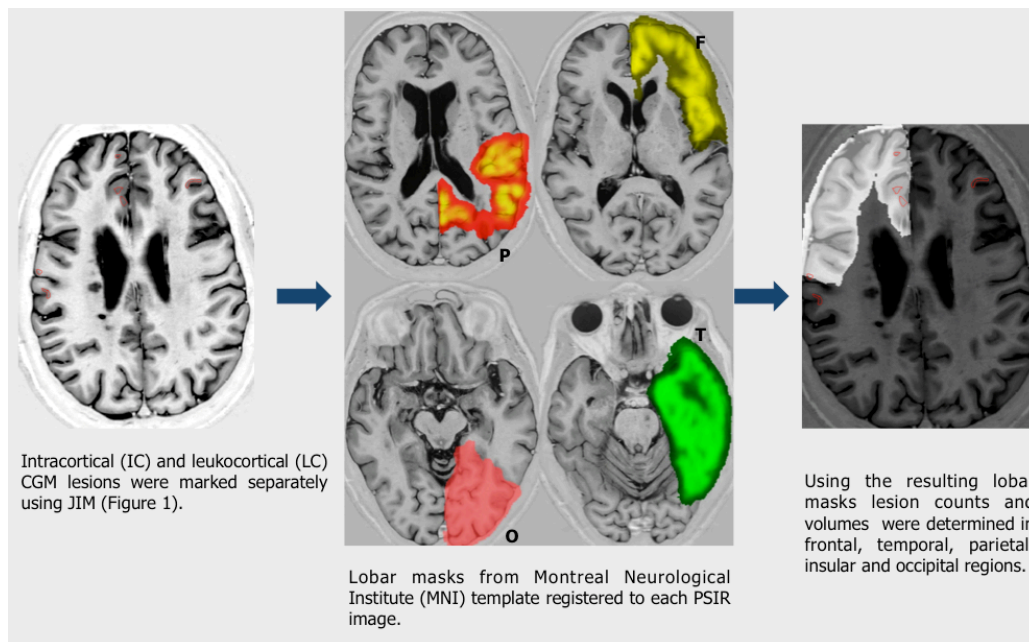 F
P
T
O
Intracortical (IC) and leukocortical (LC)
CGM lesions were marked separately
using JIM (Figure 1).
Lobar masks from Montreal Neurological
Institute (MNI) template registered to each PSIR
image.
Using the resulting lobar
masks lesion counts and
volumes were determined in
frontal, temporal, parietal,
insular and occipital regions.